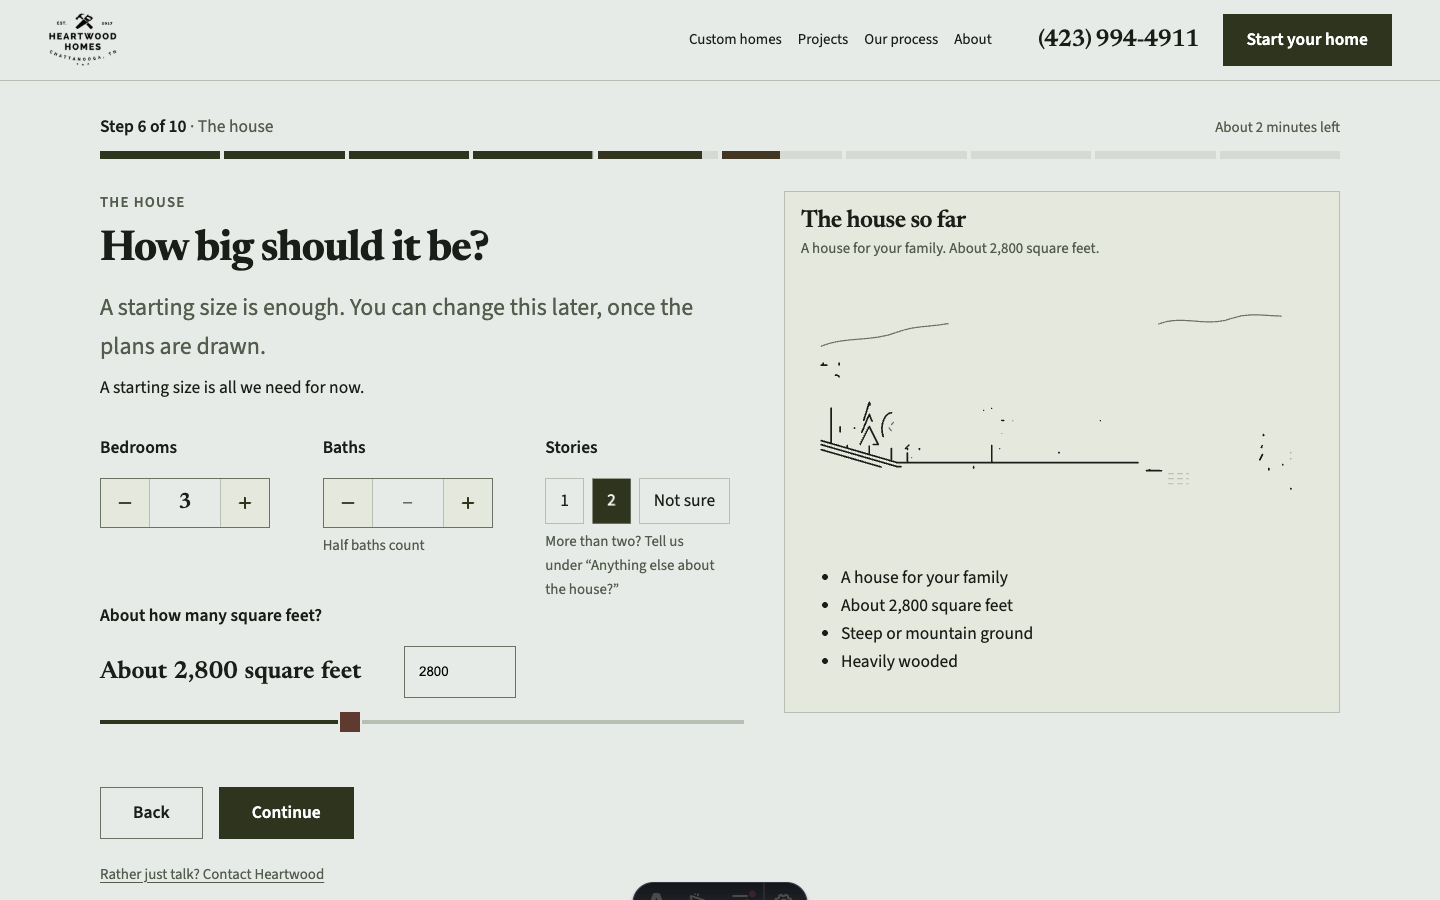 EST. 2017
HEARTWOOD
HOMES
CHATTANOOGA, TN
Custom homes
Projects
Our process
About
(423) 994-4911
Start your home
Step 6 of 10 · The house
About 2 minutes left
THE HOUSE
How big should it be?
A starting size is enough. You can change this later, once the
plans are drawn.
A starting size is all we need for now.
Bedrooms
− 3 +
Baths
− – +
Half baths count
Stories
1
2
Not sure
More than two? Tell us
under “Anything else about
the house?”
About how many square feet?
About 2,800 square feet
2800
Back
Continue
Rather just talk? Contact Heartwood
The house so far
A house for your family. About 2,800 square feet.
• A house for your family
• About 2,800 square feet
• Steep or mountain ground
• Heavily wooded